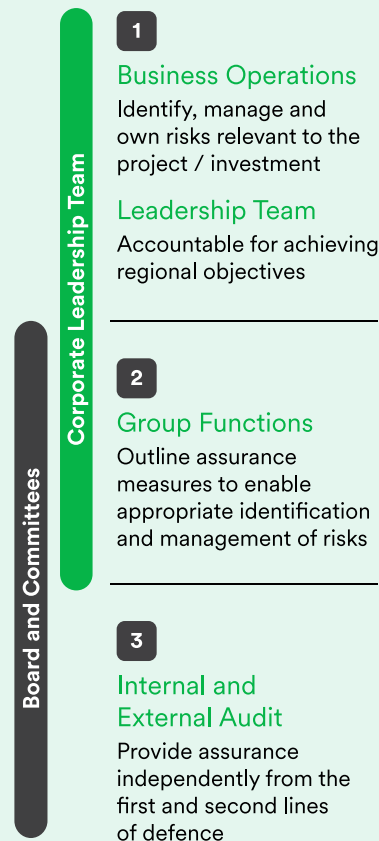 Corporate Leadership Team
Board and Committees
1
Business Operations
Identify, manage and
own risks relevant to the
project / investment
Leadership Team
Accountable for achieving
regional objectives
2
Group Functions
Outline assurance
measures to enable
appropriate identification
and management of risks
3
Internal and
External Audit
Provide assurance
independently from the
first and second lines
of defence